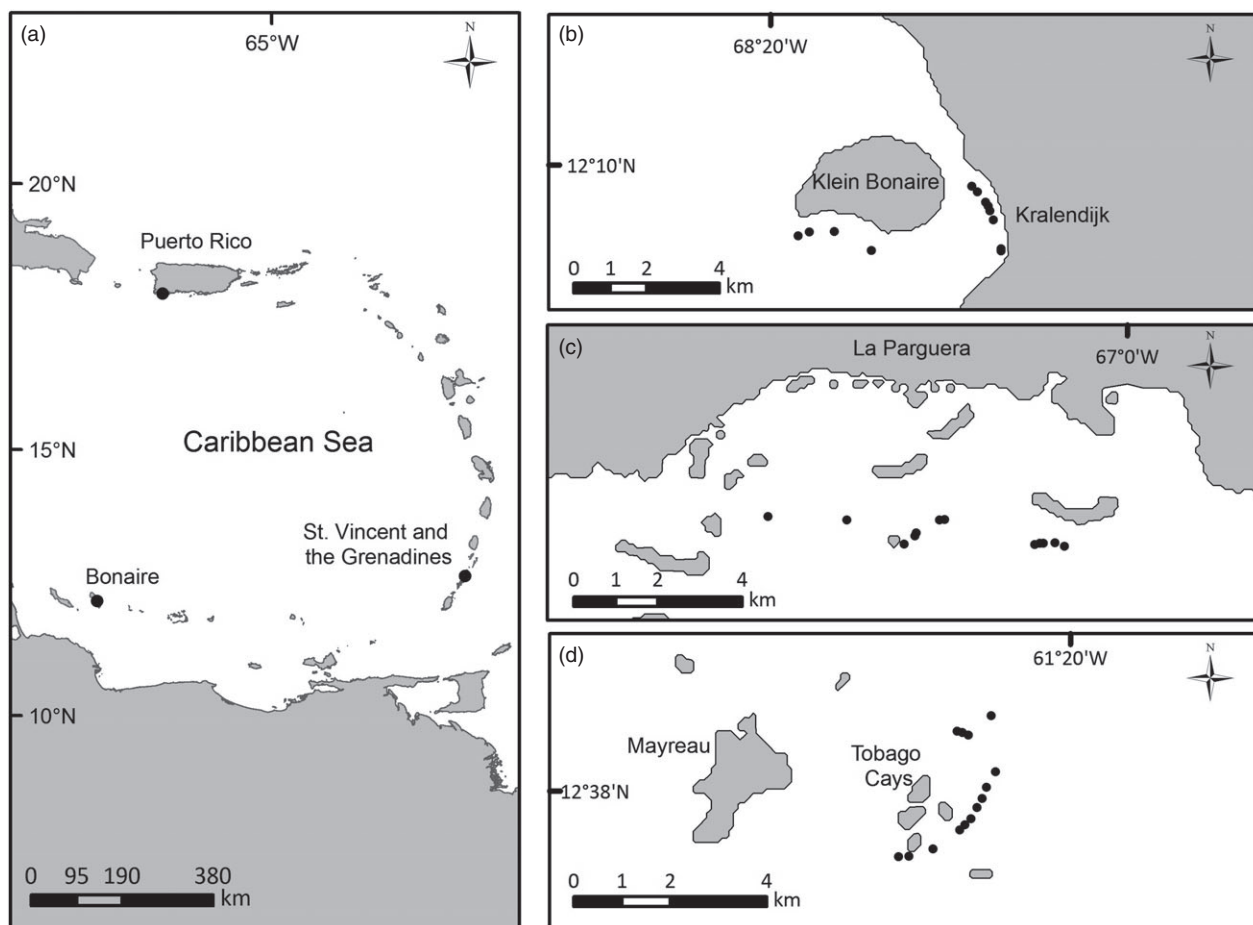 (a)
65°W
N
20°N
Puerto Rico
Caribbean Sea
15°N
St. Vincent and
the Grenadines
Bonaire
10°N
0 95 190 380
km
(b)
68°20'W
N
12°10'N
Klein Bonaire
Kralendijk
0 1 2 4
km
(c)
La Parguera
67°0'W
N
0 1 2 4
km
(d)
61°20'W
N
Mayreau
Tobago
Cays
12°38'N
0 1 2 4
km